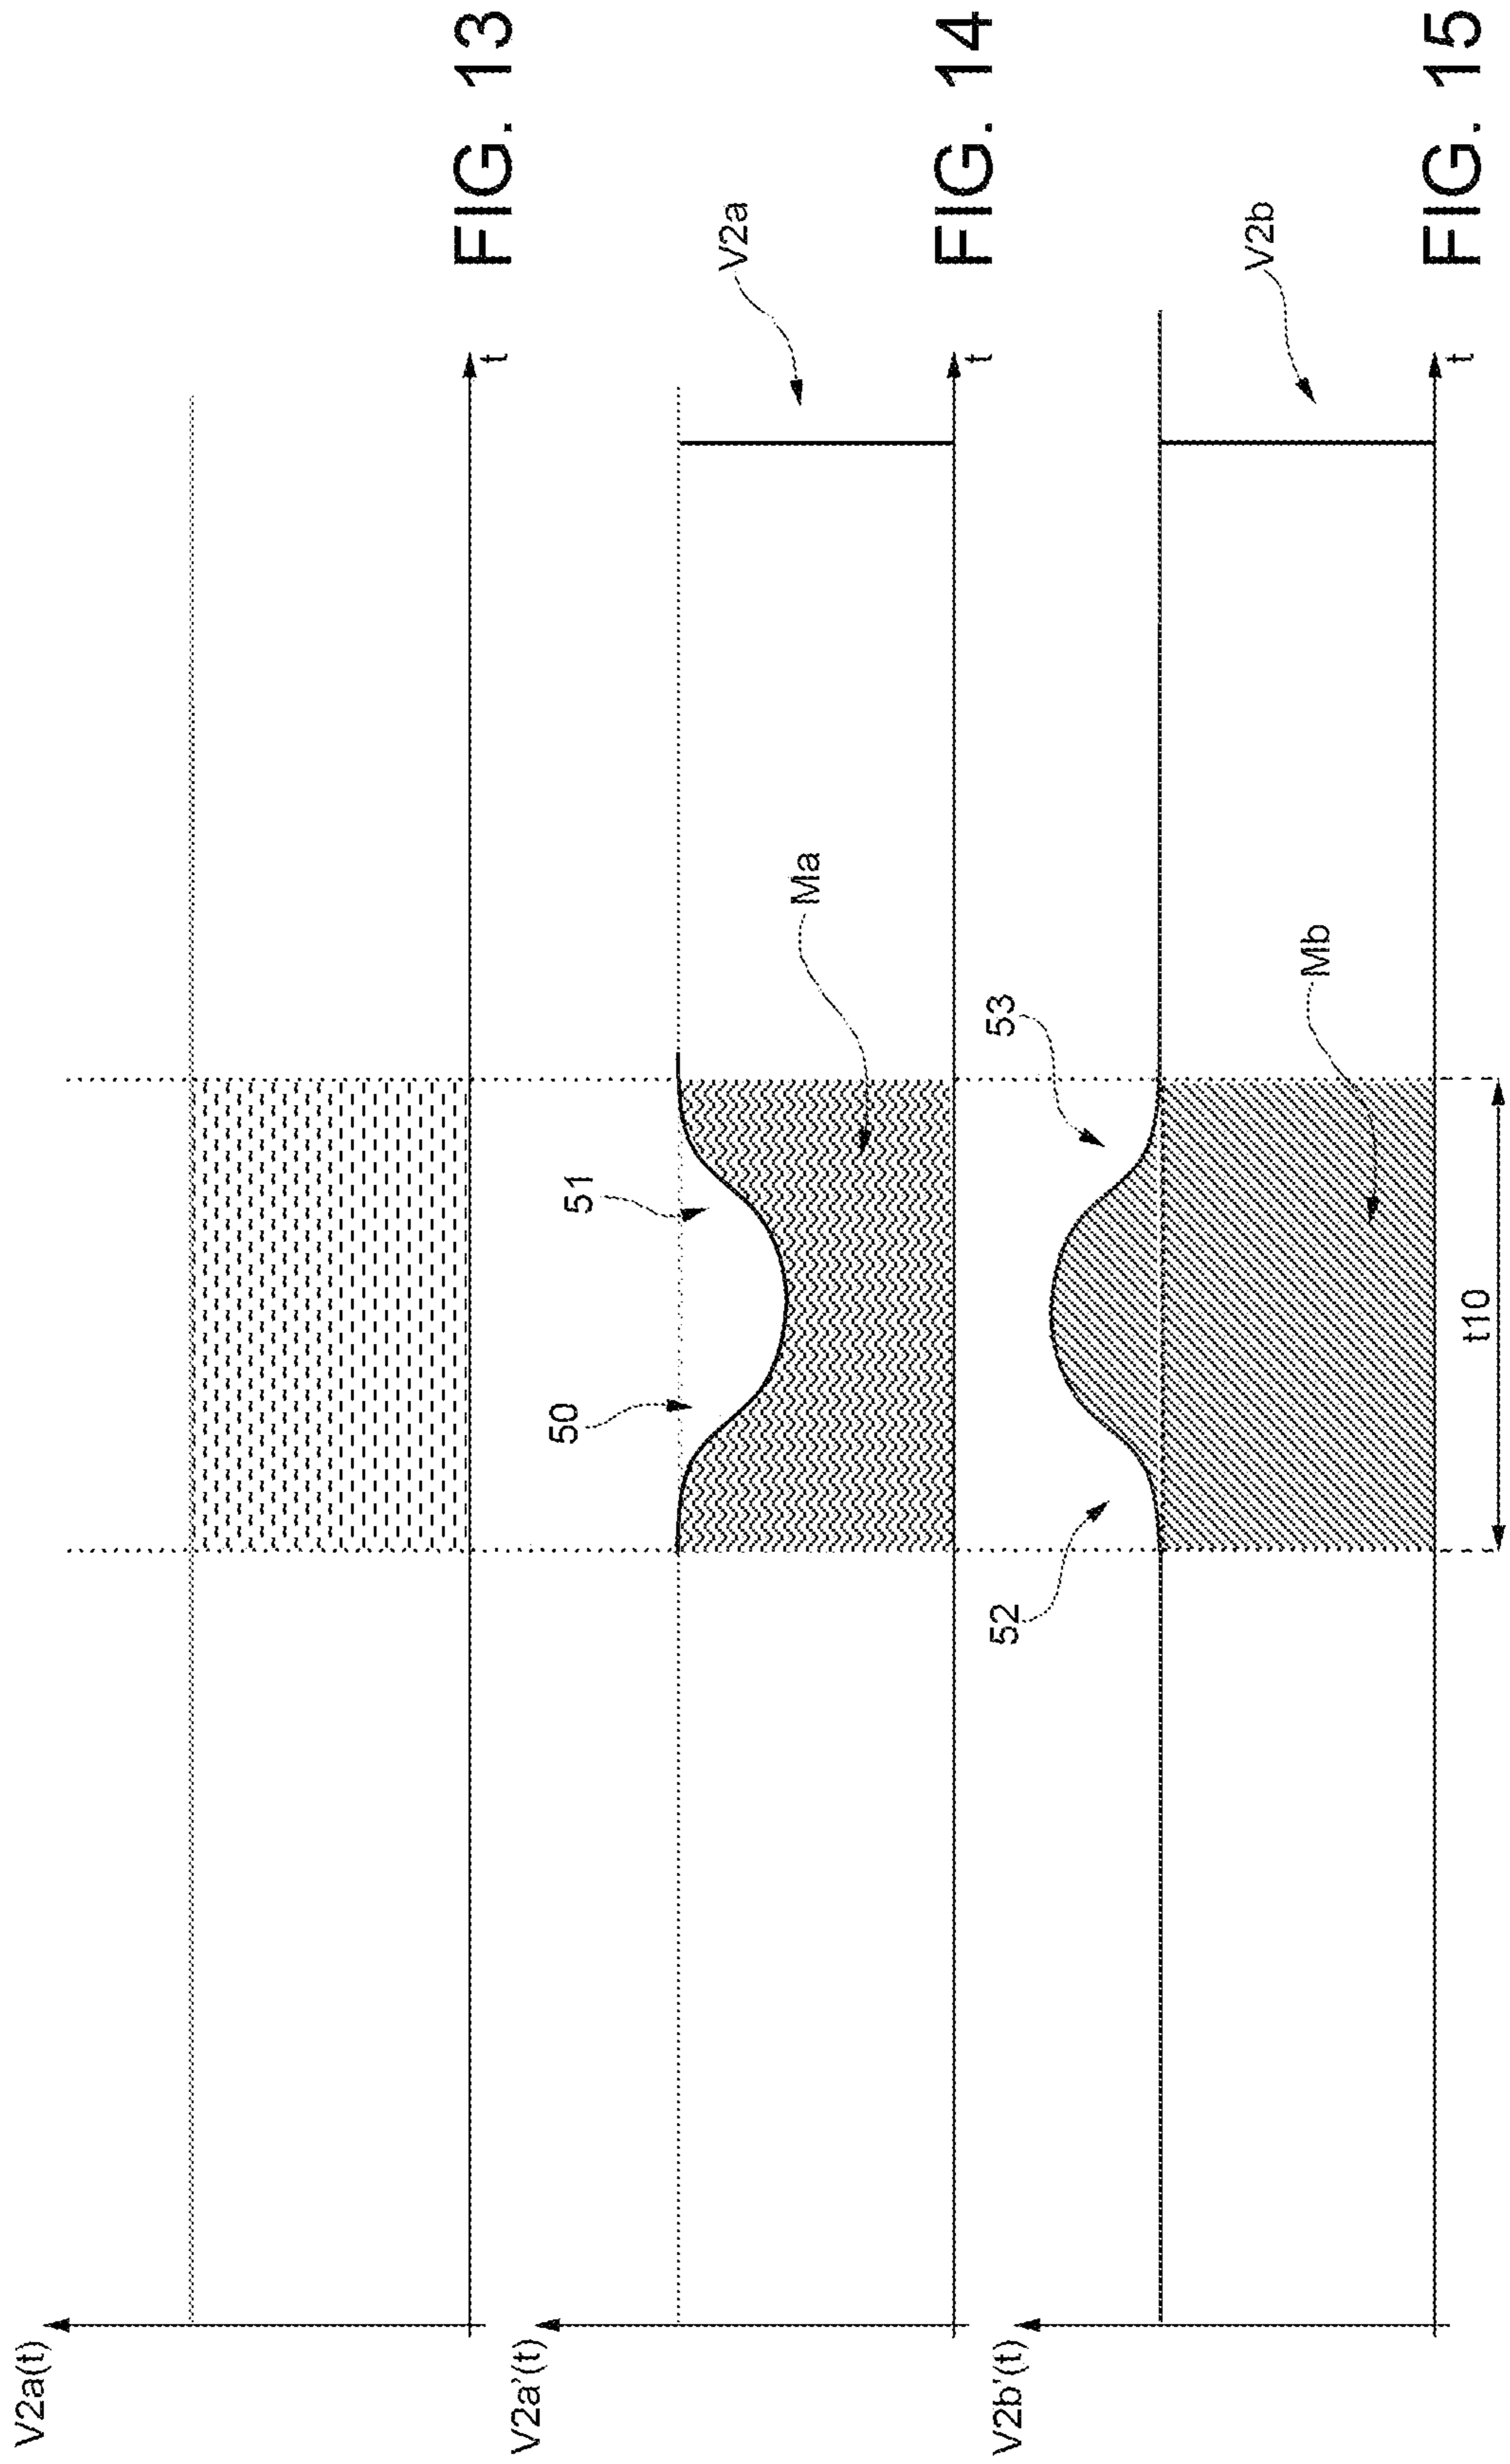 V2a(t)
t
FIG. 13
V2a'(t)
50
51
Ma
V2a
t
FIG. 14
V2b'(t)
52
53
Mb
V2b
t
t10
FIG. 15